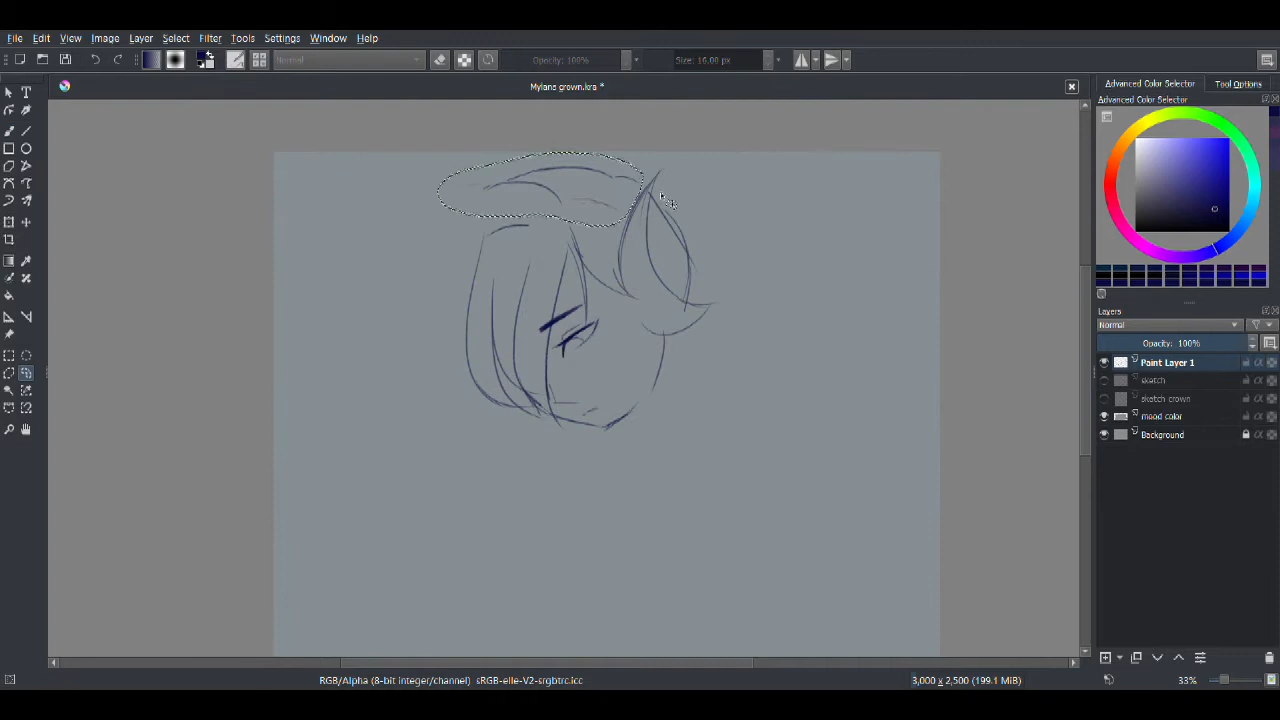 File Edit View Image Layer Select Filter Tools Settings Window Help
Normal Opacity: 100% Size: 16.00 px
Advanced Color Selector Tool Options
Mylane grown.kra *
Advanced Color Selector
Layers
Normal
Opacity: 100%
Paint Layer 1
sketch
sketch crown
mood color
Background
RGB/Alpha (8-bit integer/channel) sRGB-elle-V2-srgbtrc.icc 3,000 x 2,500 (199.1 MiB) 33%